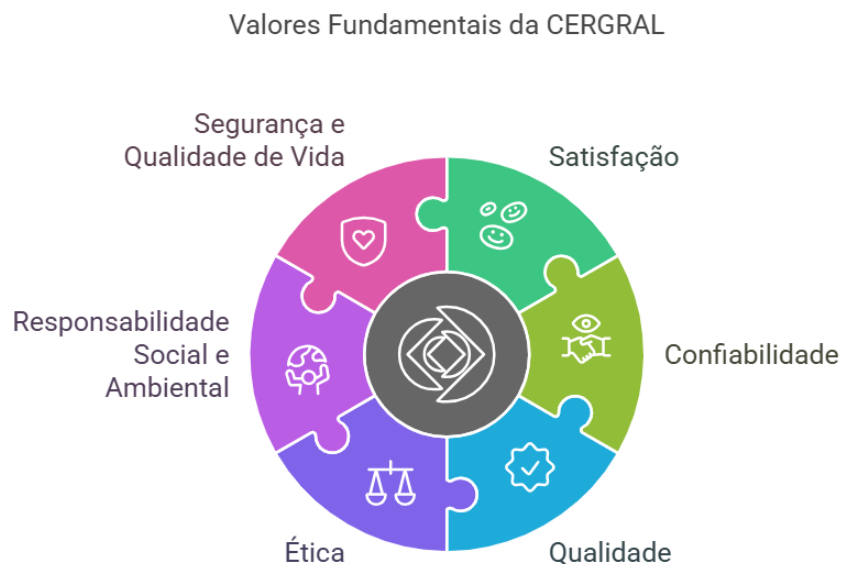 Valores Fundamentais da CERGRAL
Segurança e
Qualidade de Vida
Satisfação
Responsabilidade
Social e
Ambiental
Confiabilidade
Ética
Qualidade